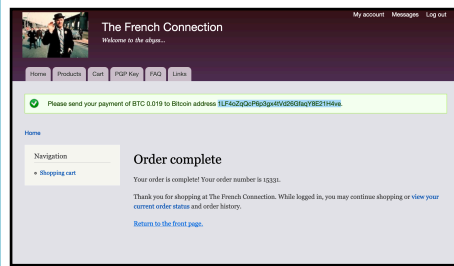 My account Messages Log out
The French Connection
Welcome to the abyss...
Home Products Cart PGP Key FAQ Links
Please send your payment of BTC 0.019 to Bitcoin address 1LF4oZqQcP6p3gx4tVd26GfaqY8E21H4ve.
Home
Navigation
Shopping cart
Order complete
Your order is complete! Your order number is 15331.
Thank you for shopping at The French Connection. While logged in, you may continue shopping or view your
current order status and order history.
Return to the front page.